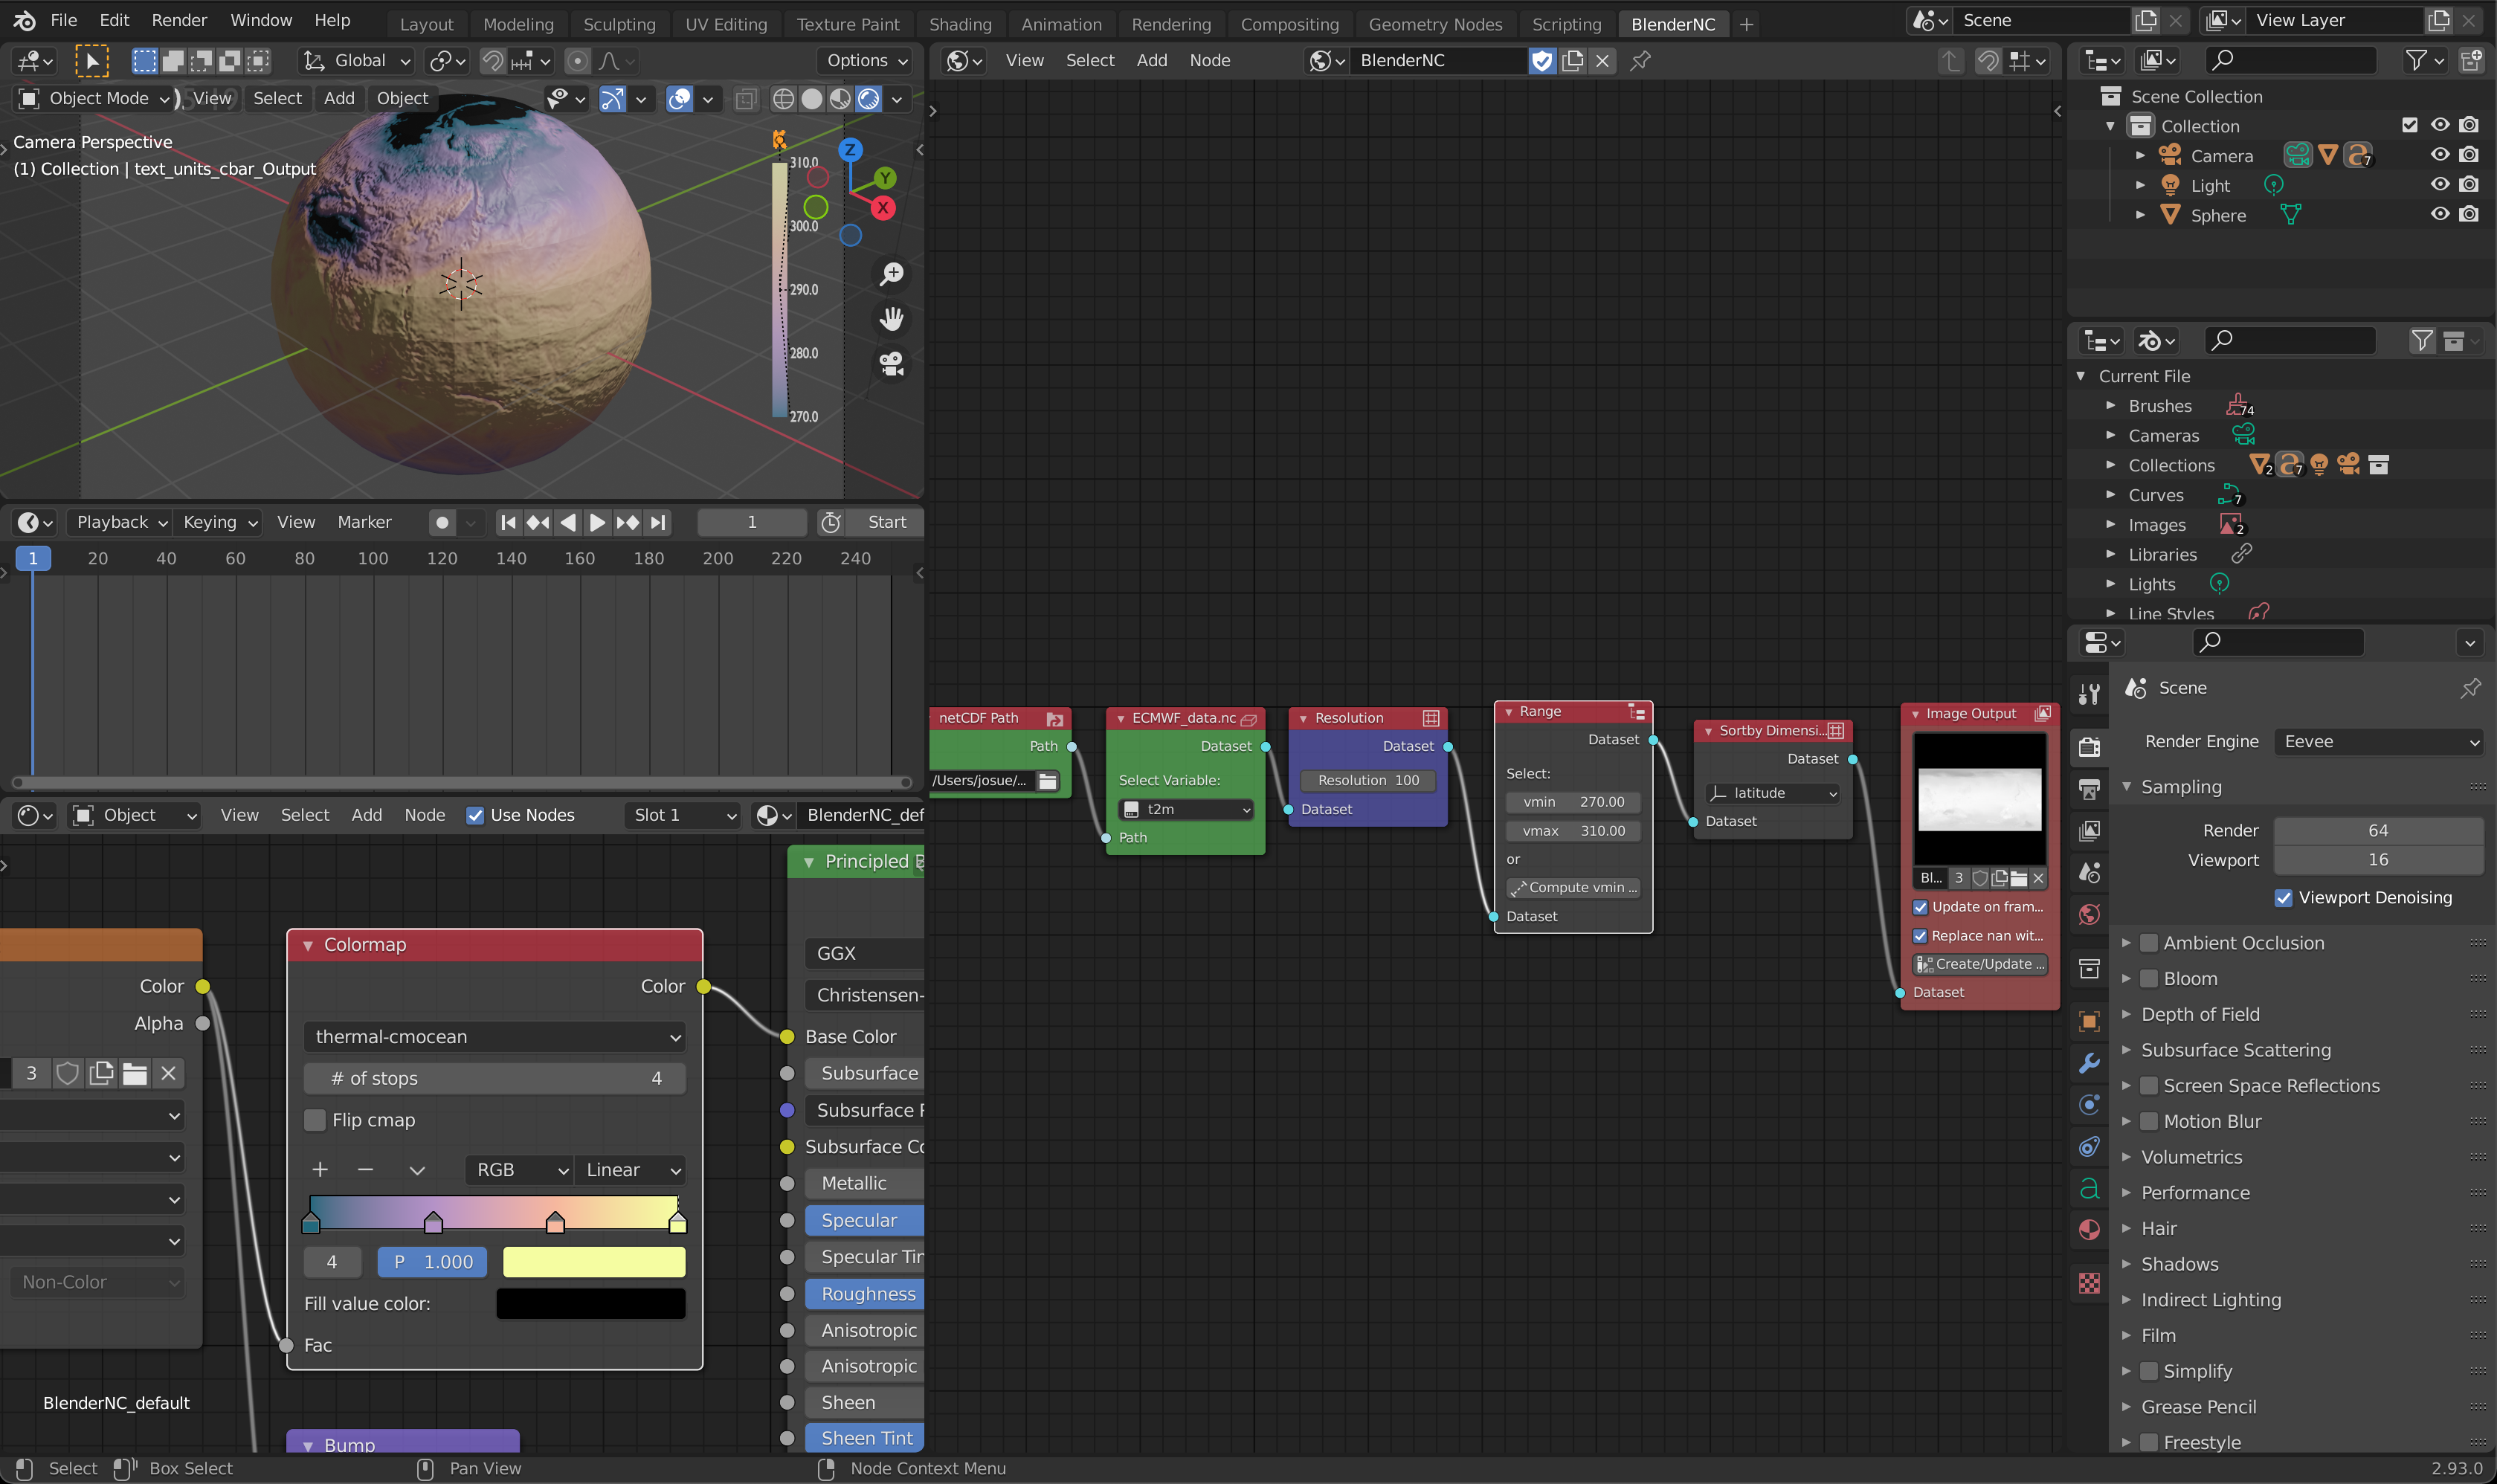 File Edit Render Window Help Layout Modeling Sculpting UV Editing Texture Paint Shading Animation Rendering Compositing Geometry Nodes Scripting BlenderNC Scene View Layer
Global Options
Object Mode View Select Add Object
Camera Perspective
(1) Collection | text_units_cbar_Output
310.0
300.0
290.0
280.0
270.0
Z
Y
X
Playback Keying View Marker 1 Start
1 20 40 60 80 100 120 140 160 180 200 220 240
Object View Select Add Node Use Nodes Slot 1 BlenderNC_def
Color
Alpha
3
Non-Color
Colormap
Color
thermal-cmocean
# of stops 4
Flip cmap
RGB Linear
4 P 1.000
Fill value color:
Fac
BlenderNC_default
Bump
Principled B
GGX
Christensen-
Base Color
Subsurface
Subsurface R
Subsurface Co
Metallic
Specular
Specular Tin
Roughness
Anisotropic
Anisotropic
Sheen
Sheen Tint
View Select Add Node BlenderNC
netCDF Path
Path
/Users/josue/...
ECMWF_data.nc
Dataset
Select Variable:
t2m
Path
Resolution
Dataset
Resolution 100
Dataset
Range
Dataset
Select:
vmin 270.00
vmax 310.00
or
Compute vmin ...
Dataset
Sortby Dimensi...
Dataset
latitude
Dataset
Image Output
Bl... 3
Update on fram...
Replace nan wit...
Create/Update ...
Dataset
Scene Collection
Collection
Camera 7
Light
Sphere
Current File
Brushes 74
Cameras
Collections 2 7
Curves 7
Images 2
Libraries
Lights
Line Styles
Scene
Render Engine Eevee
Sampling
Render 64
Viewport 16
Viewport Denoising
Ambient Occlusion
Bloom
Depth of Field
Subsurface Scattering
Screen Space Reflections
Motion Blur
Volumetrics
Performance
Hair
Shadows
Indirect Lighting
Film
Simplify
Grease Pencil
Freestyle
Select Box Select Pan View Node Context Menu 2.93.0